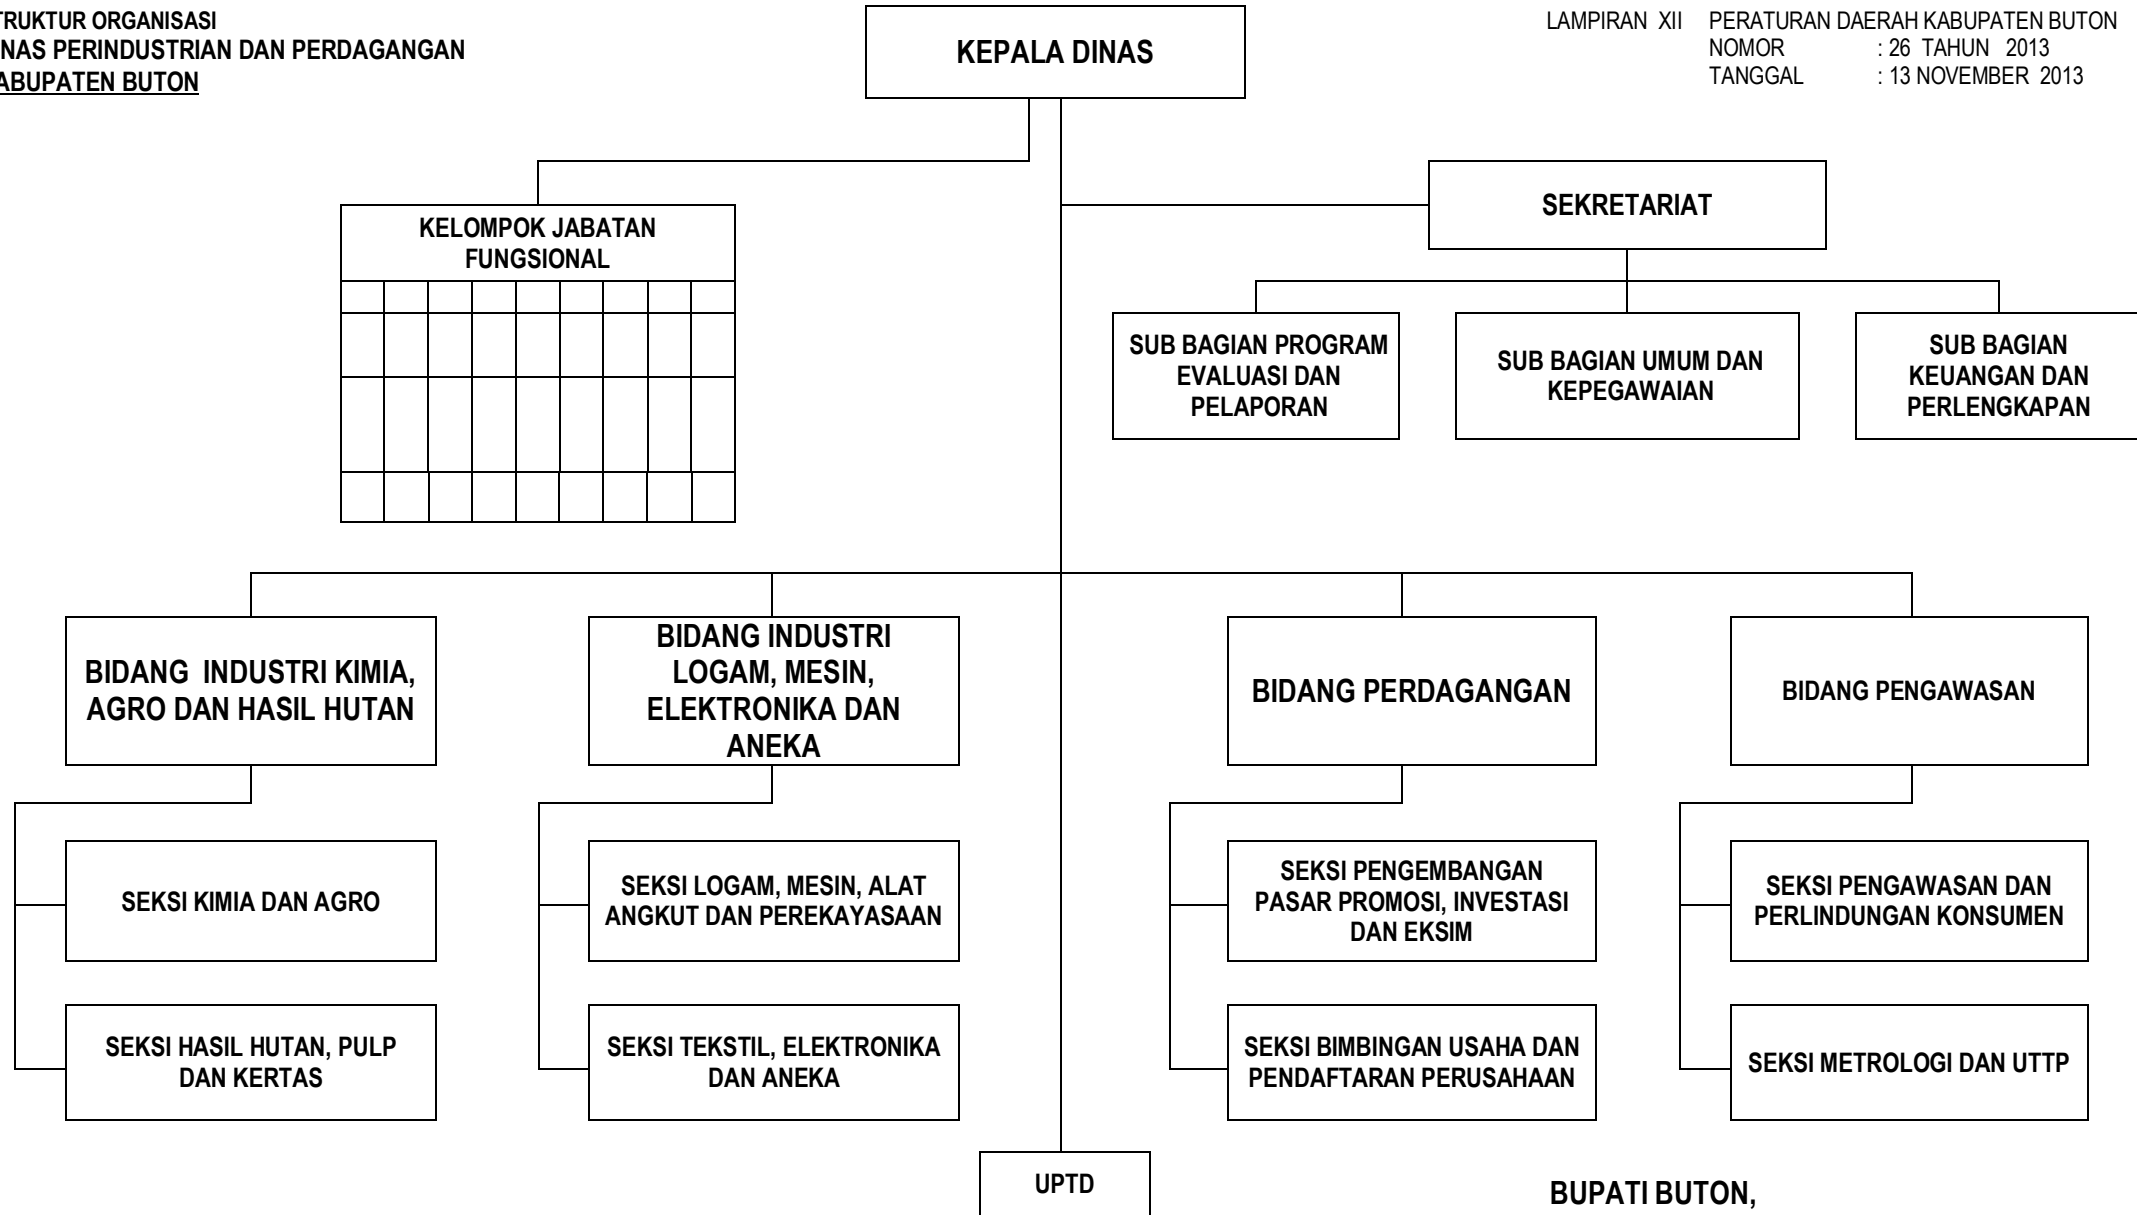 TRUKTUR ORGANISASI
NAS PERINDUSTRIAN DAN PERDAGANGAN
ABUPATEN BUTON
KEPALA DINAS
LAMPIRAN XII PERATURAN DAERAH KABUPATEN BUTON
NOMOR : 26 TAHUN 2013
TANGGAL : 13 NOVEMBER 2013
KELOMPOK JABATAN
FUNGSIONAL
SEKRETARIAT
SUB BAGIAN PROGRAM
EVALUASI DAN
PELAPORAN
SUB BAGIAN UMUM DAN
KEPEGAWAIAN
SUB BAGIAN
KEUANGAN DAN
PERLENGKAPAN
BIDANG INDUSTRI KIMIA,
AGRO DAN HASIL HUTAN
BIDANG INDUSTRI
LOGAM, MESIN,
ELEKTRONIKA DAN
ANEKA
BIDANG PERDAGANGAN
BIDANG PENGAWASAN
SEKSI KIMIA DAN AGRO
SEKSI LOGAM, MESIN, ALAT
ANGKUT DAN PEREKAYASAAN
SEKSI PENGEMBANGAN
PASAR PROMOSI, INVESTASI
DAN EKSIM
SEKSI PENGAWASAN DAN
PERLINDUNGAN KONSUMEN
SEKSI HASIL HUTAN, PULP
DAN KERTAS
SEKSI TEKSTIL, ELEKTRONIKA
DAN ANEKA
SEKSI BIMBINGAN USAHA DAN
PENDAFTARAN PERUSAHAAN
SEKSI METROLOGI DAN UTTP
UPTD
BUPATI BUTON,